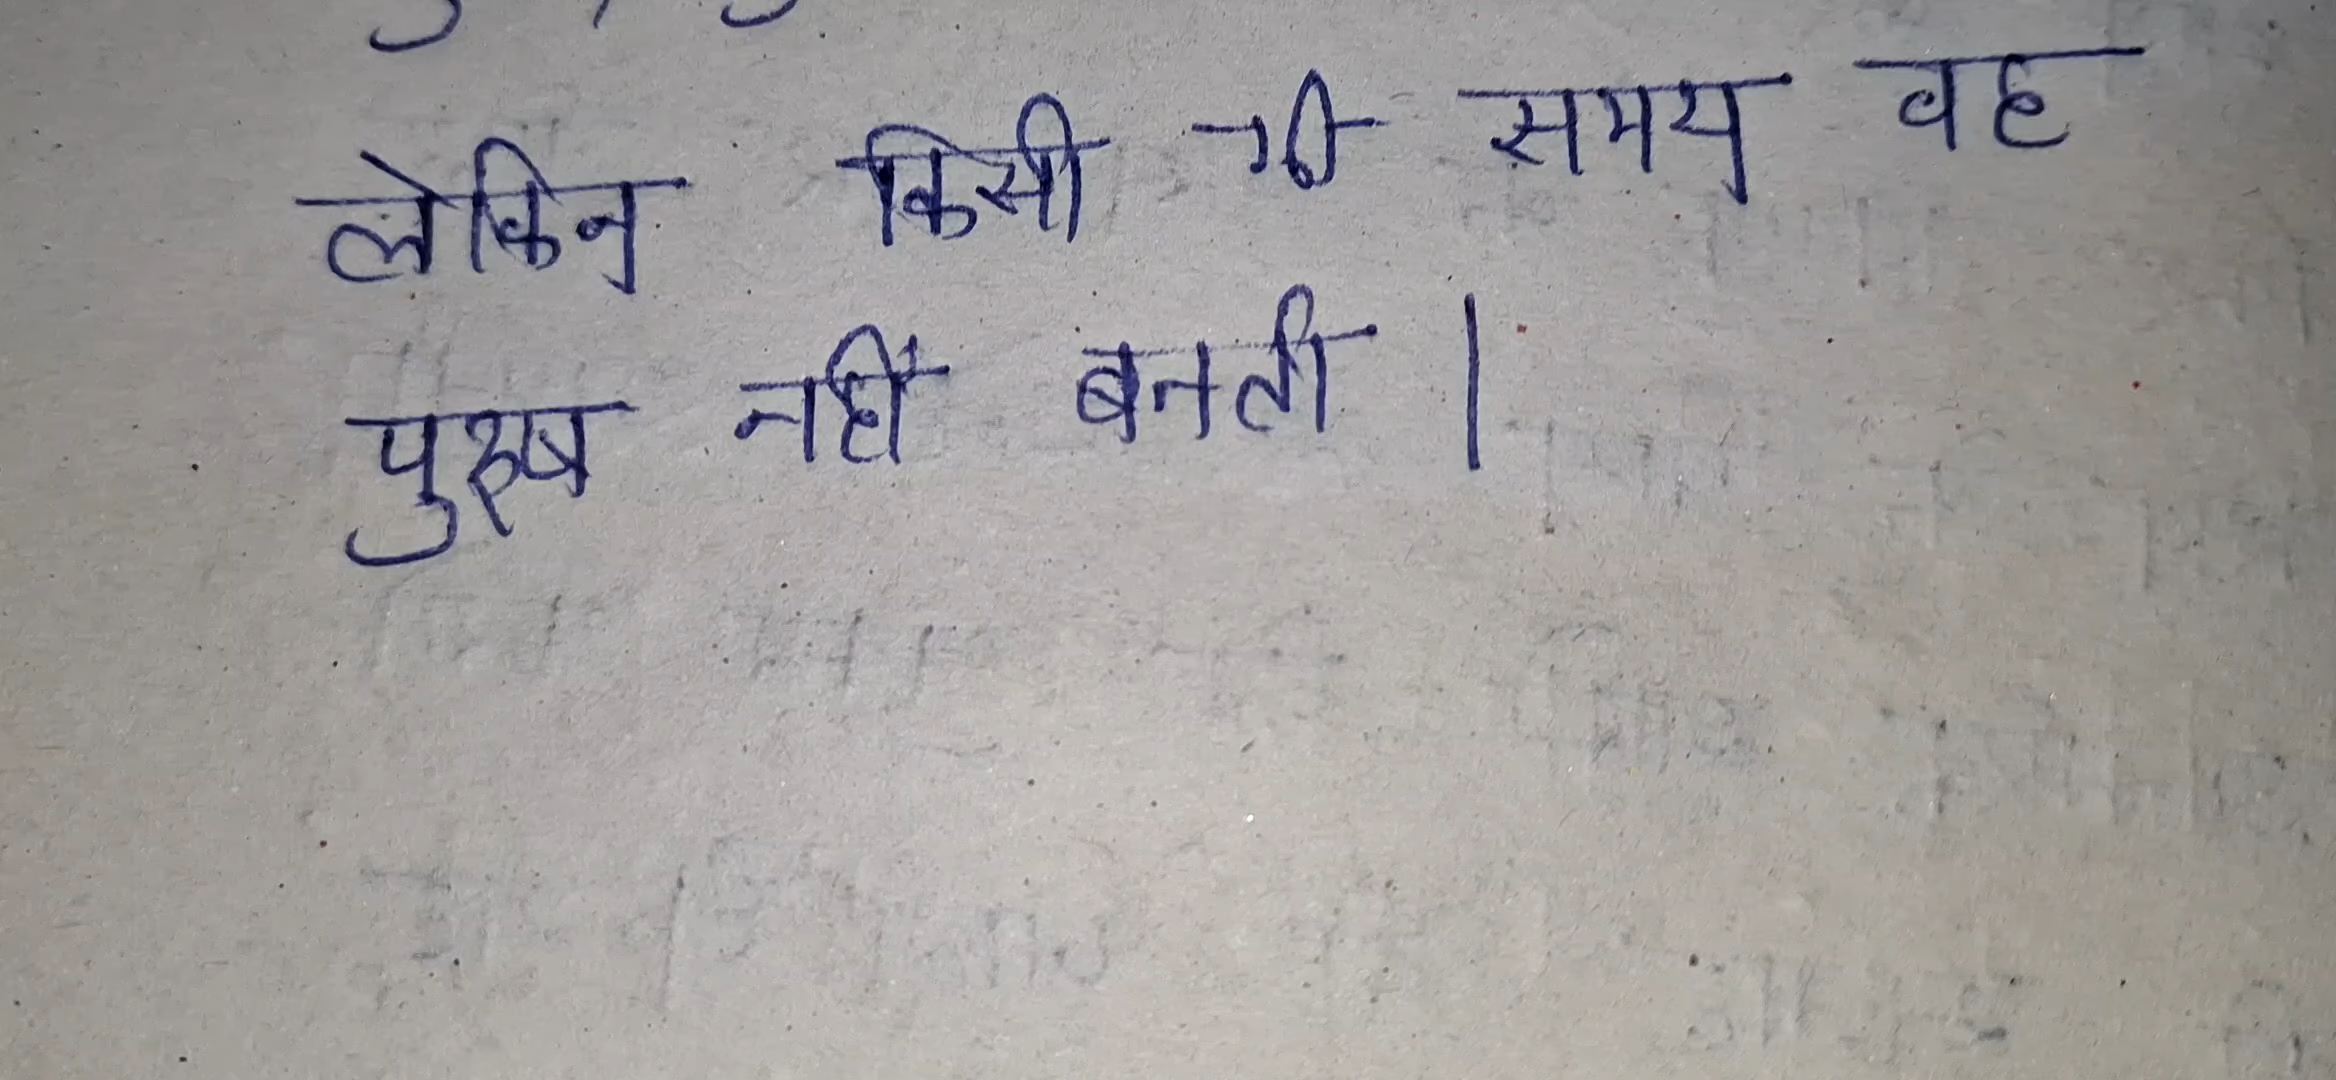 लेकिन किसी भी समय वह
पुरुष नहीं बनती |